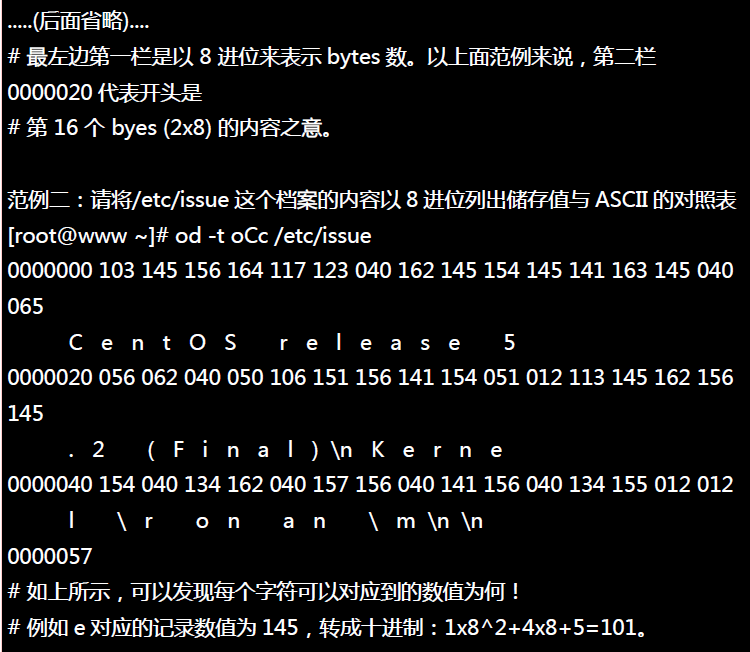 .....(后面省略)....
# 最左边第一栏是以 8 进位来表示 bytes 数。以上面范例来说，第二栏
0000020 代表开头是
# 第 16 个 byes (2x8) 的内容之意。
范例二：请将/etc/issue 这个档案的内容以 8 进位列出储存值与 ASCII 的对照表
[root@www ~]# od -t oCc /etc/issue
0000000 103 145 156 164 117 123 040 162 145 154 145 141 163 145 040
065
C e n t O S r e l e a s e 5
0000020 056 062 040 050 106 151 156 141 154 051 012 113 145 162 156
145
. 2 ( F i n a l ) \n K e r n e
0000040 154 040 134 162 040 157 156 040 141 156 040 134 155 012 012
l \ r o n a n \ m \n \n
0000057
# 如上所示，可以发现每个字符可以对应到的数值为何！
# 例如 e 对应的记录数值为 145，转成十进制：1x8^2+4x8+5=101。